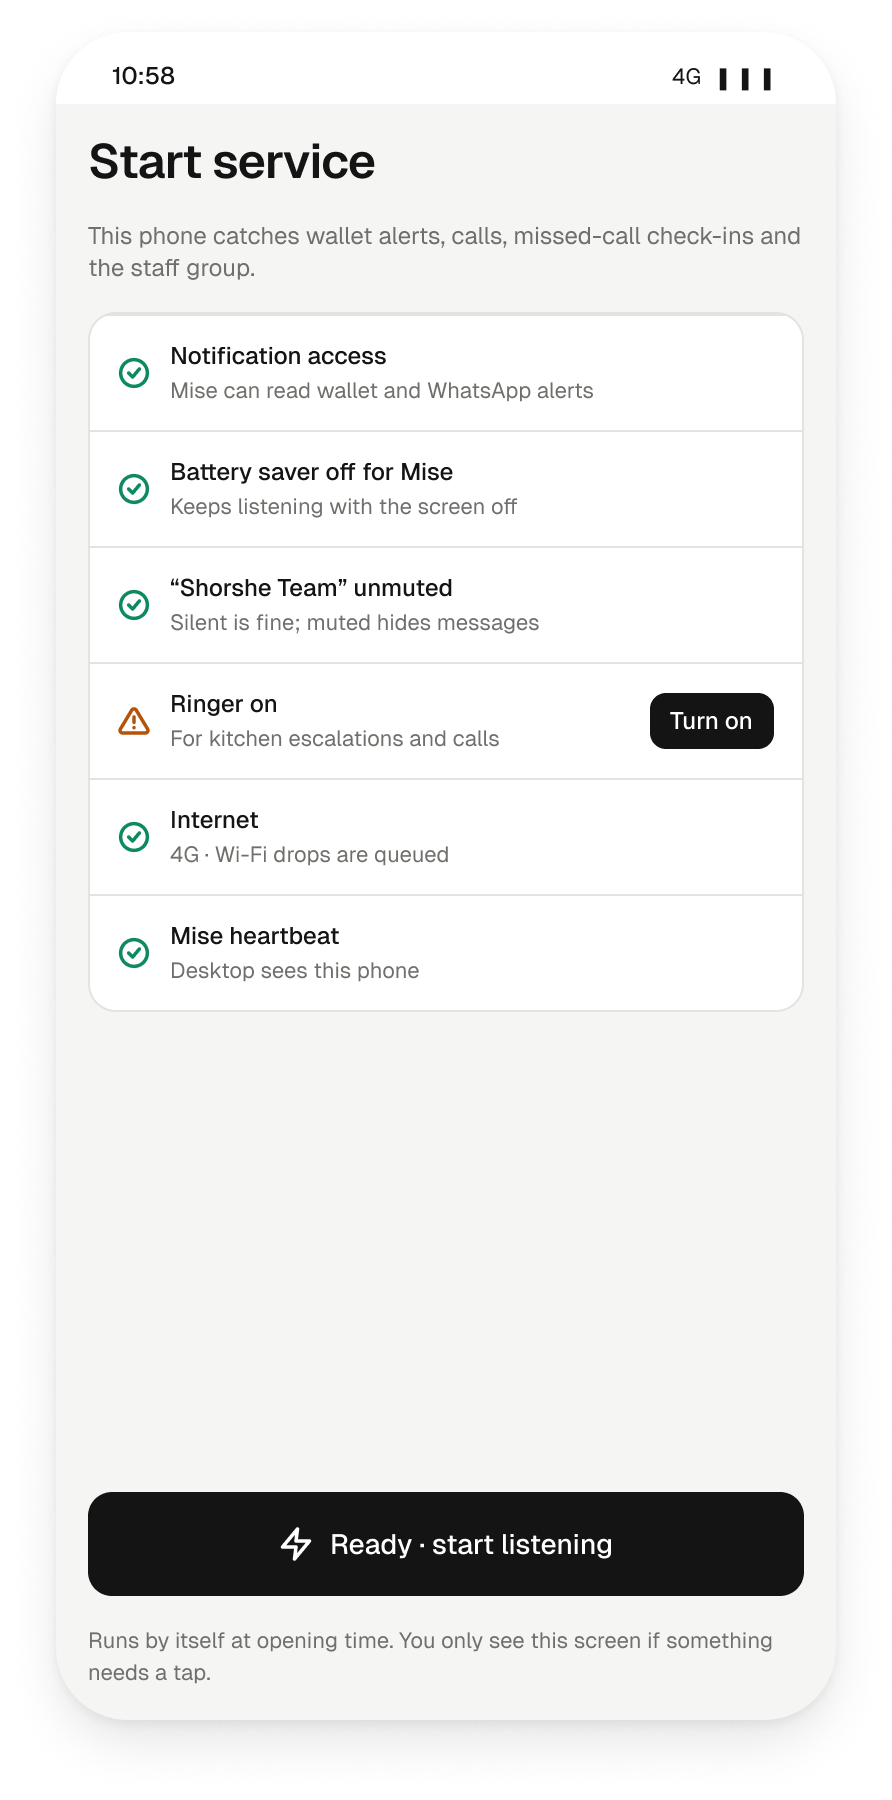 10:58
4G
Start service
This phone catches wallet alerts, calls, missed-call check-ins and
the staff group.
Notification access
Mise can read wallet and WhatsApp alerts
Battery saver off for Mise
Keeps listening with the screen off
“Shorshe Team” unmuted
Silent is fine; muted hides messages
Ringer on
For kitchen escalations and calls
Turn on
Internet
4G · Wi-Fi drops are queued
Mise heartbeat
Desktop sees this phone
Ready · start listening
Runs by itself at opening time. You only see this screen if something
needs a tap.